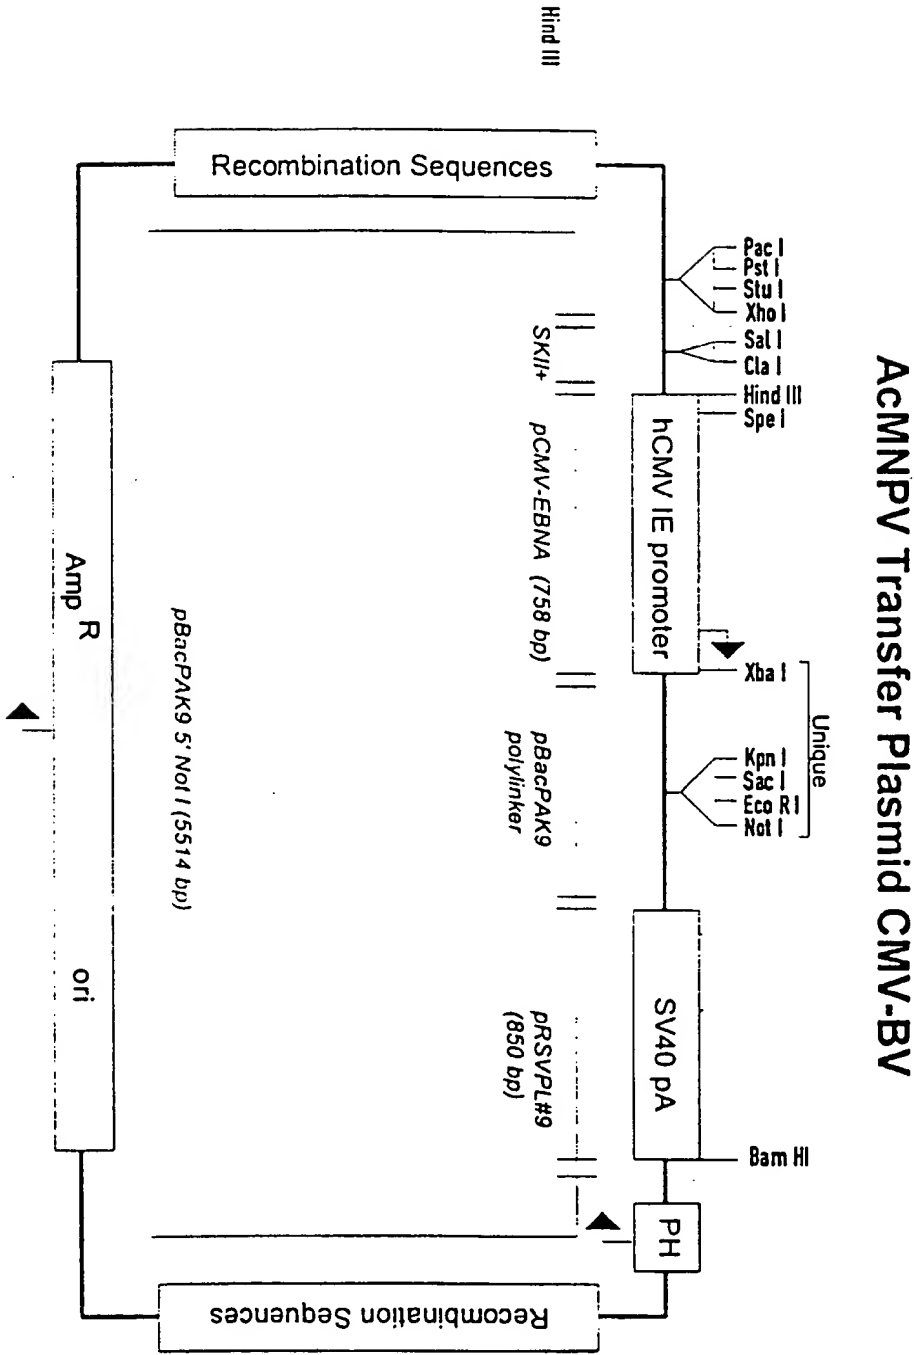 AcMNPV Transfer Plasmid CMV-BV
Unique
Pac I
Pst I
Stu I
Xho I
Sal I
Cla I
Hind III
Spe I
Xba I
Kpn I
Sac I
Eco R I
Not I
Bam HI
hCMV IE promoter
SV40 pA
PH
SKII+
pCMV-EBNA (758 bp)
pBacPAK9
polylinker
pRSVPL#9
(850 bp)
Hind III
Recombination Sequences
Recombination Sequences
pBacPAK9 5' Not I (5514 bp)
Amp R
ori